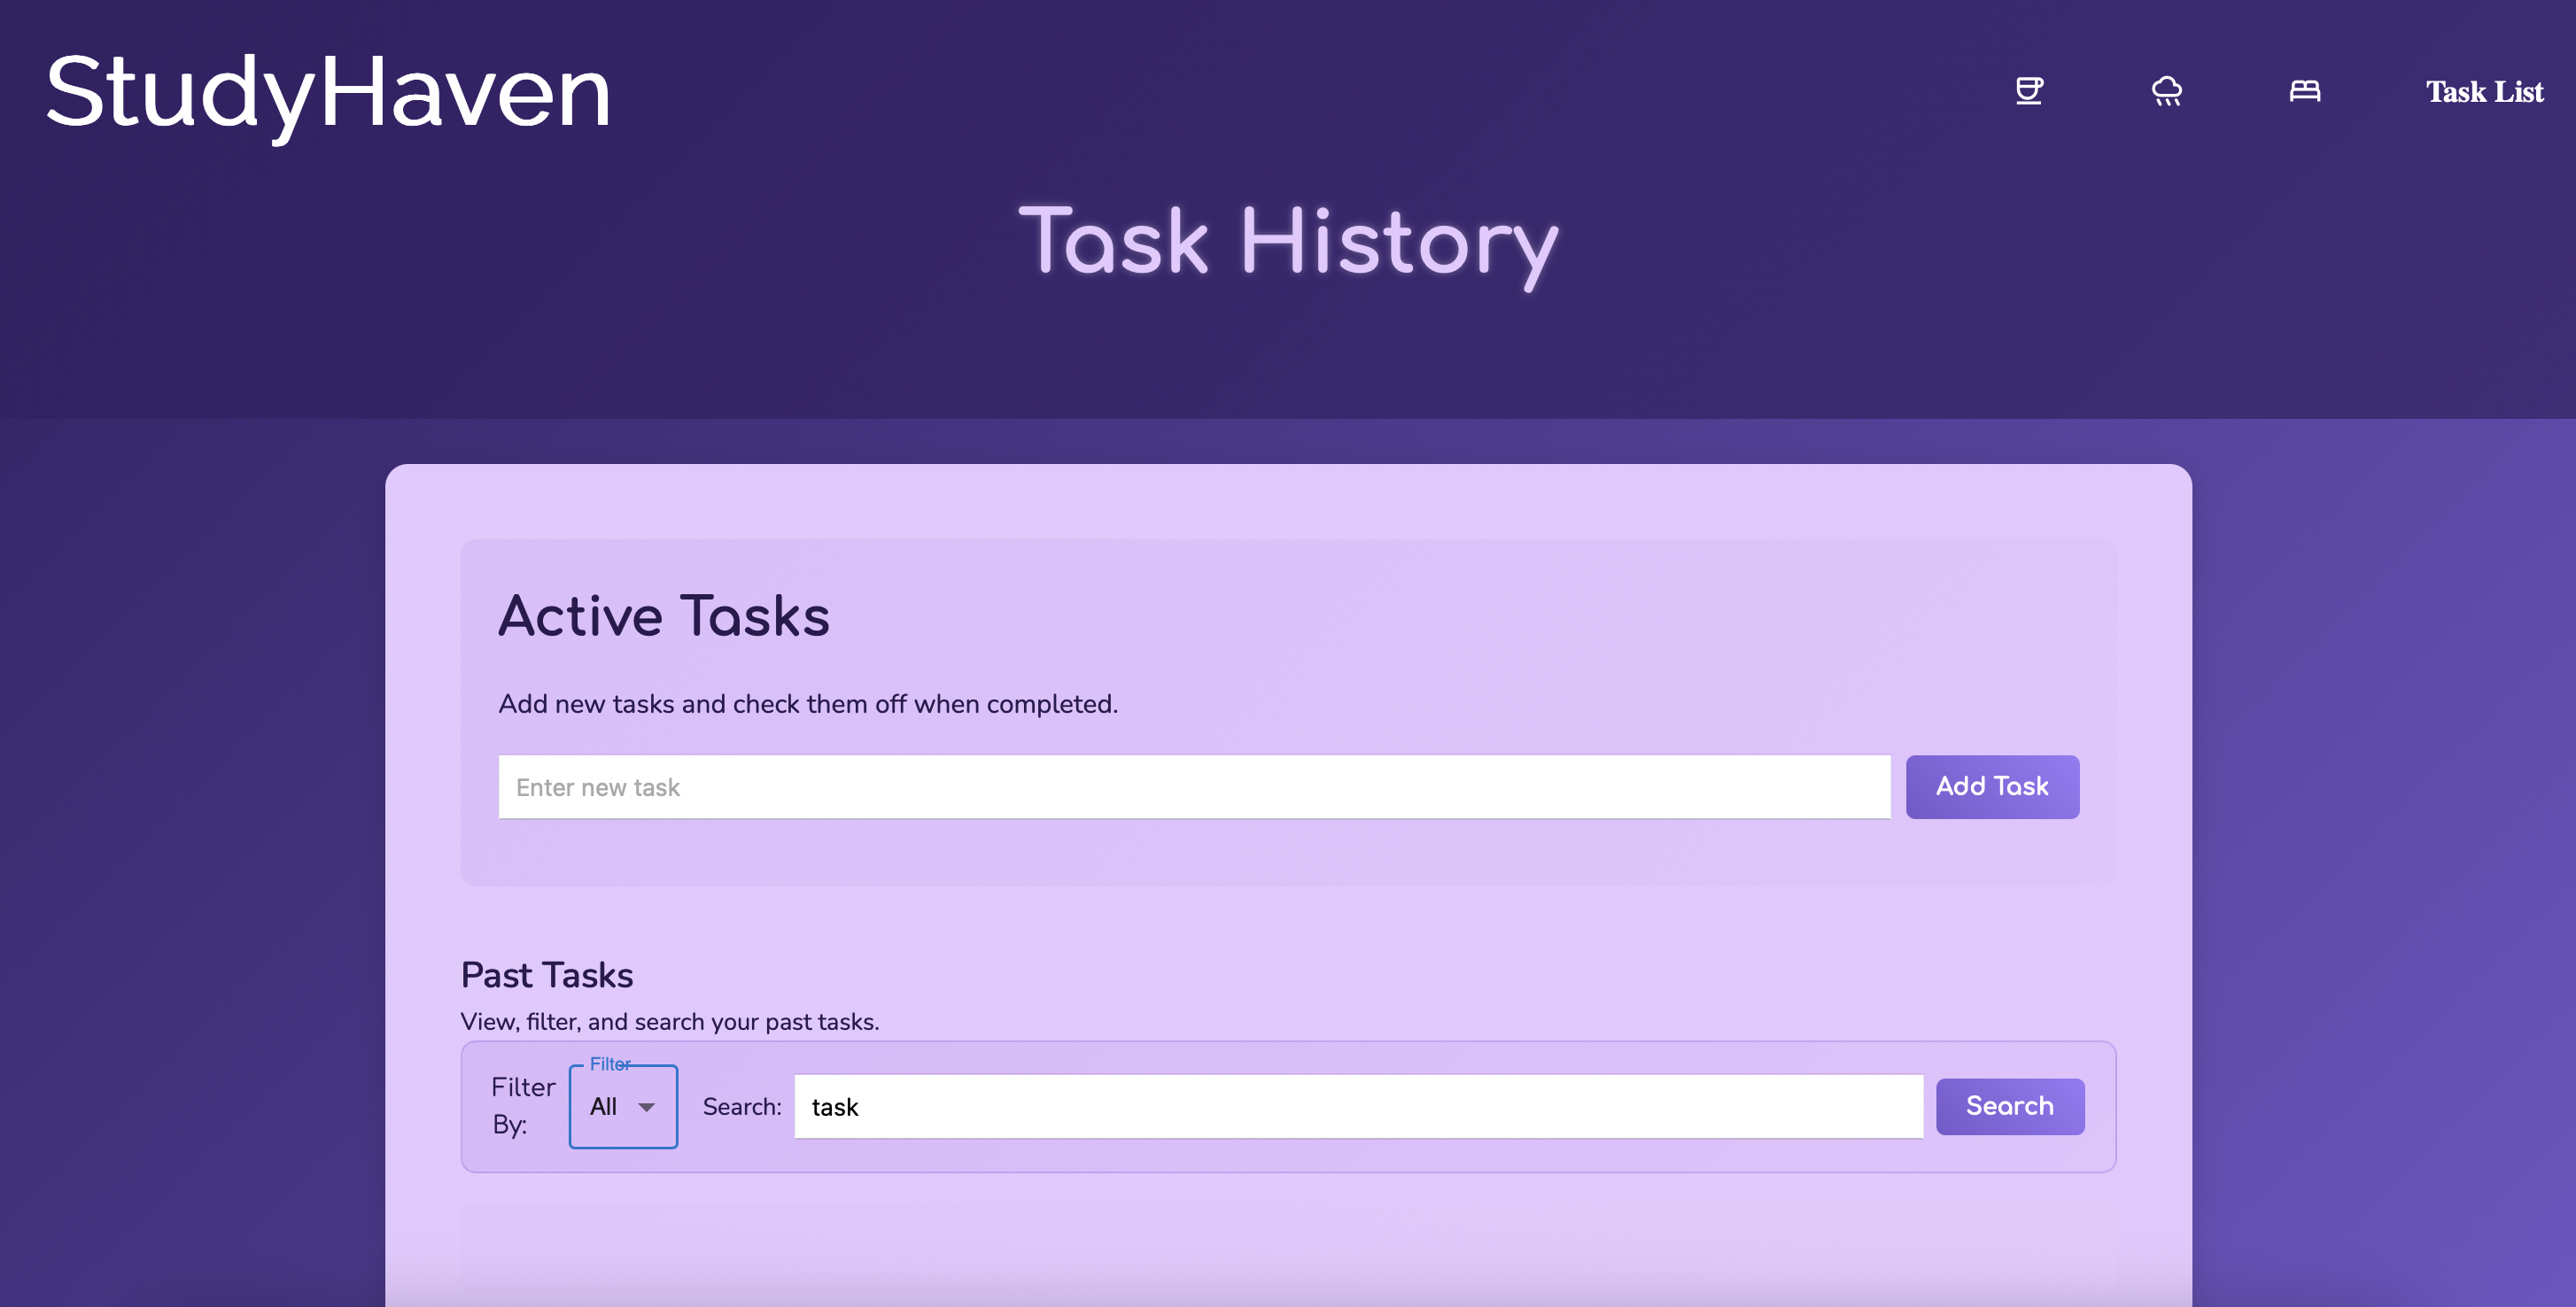 StudyHaven
Task List
Task History
Active Tasks
Add new tasks and check them off when completed.
Enter new task
Add Task
Past Tasks
View, filter, and search your past tasks.
Filter
By:
Filter
All
Search:
task
Search